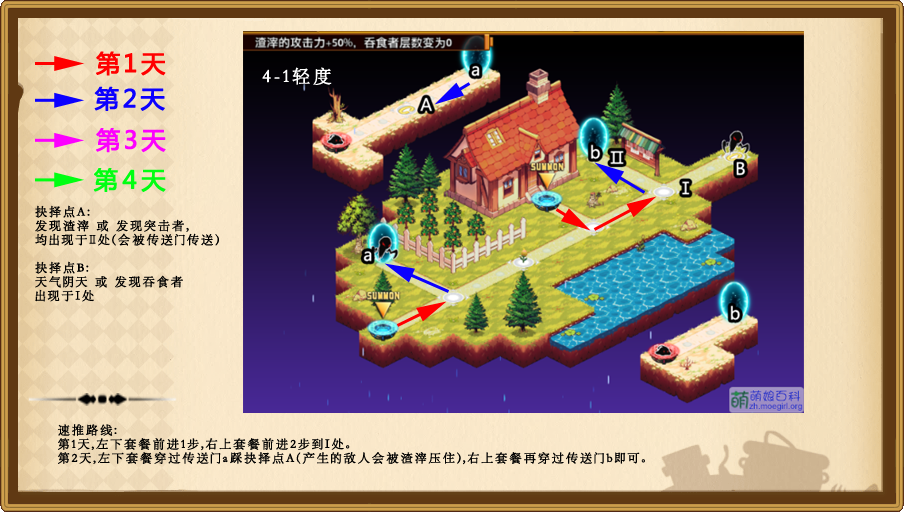 渣滓的攻击力+50%, 吞食者层数变为0
第1天
第2天
第3天
第4天
4-1轻度
a
A
b
II
I
B
SUMMON
a
SUMMON
b
抉择点A:
发现渣滓 或 发现突击者,
均出现于II处(会被传送门传送)
抉择点B:
天气阴天 或 发现吞食者
出现于I处
萌 萌娘百科
zh.moegirl.org
速推路线:
第1天,左下套餐前进1步,右上套餐前进2步到I处。
第2天,左下套餐穿过传送门a踩抉择点A(产生的敌人会被渣滓压住),右上套餐再穿过传送门b即可。